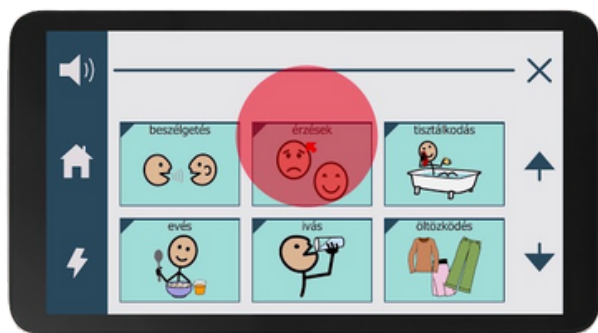 beszélgetés
érzések
tisztálkodás
evés
ivás
öltözködés